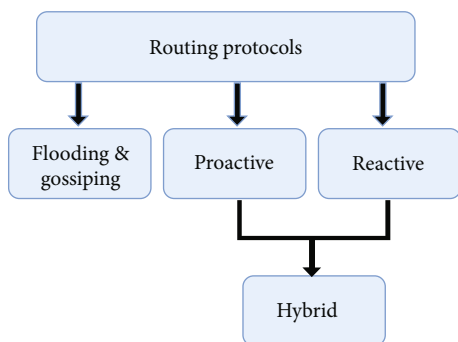 Routing protocols
Flooding &
gossiping
Proactive
Reactive
Hybrid